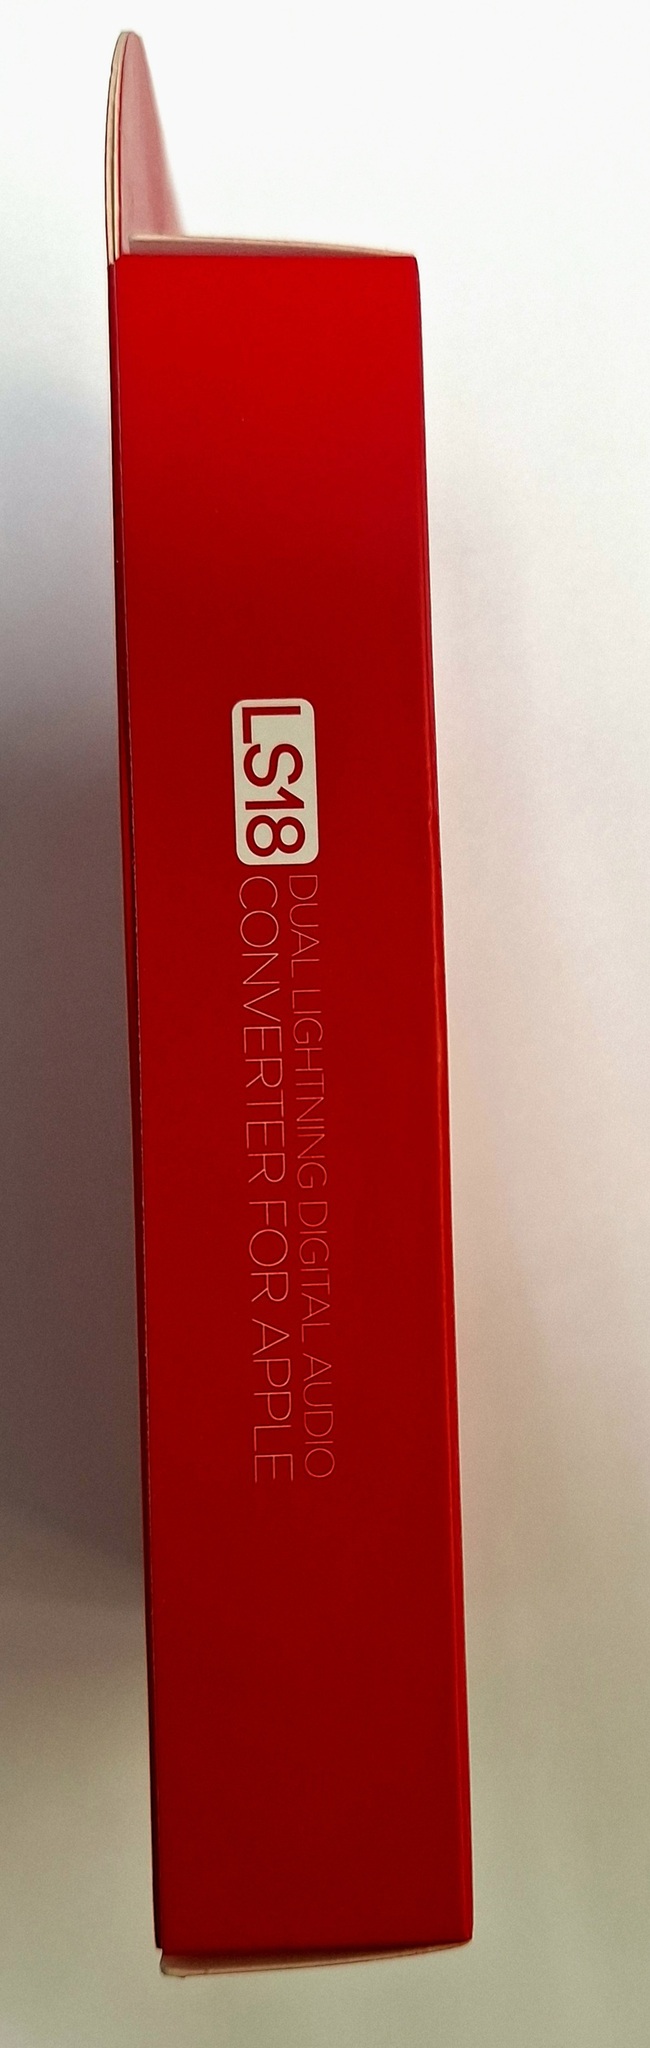 LS18
DUAL LIGHTNING DIGITAL AUDIO
CONVERTER FOR APPLE